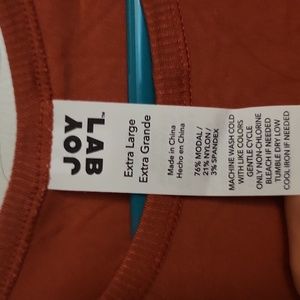 JOY
LAB™
Extra Large
Extra Grande
Made in China
Hecho en China
76% MODAL /
21% NYLON /
3% SPANDEX
MACHINE WASH COLD
WITH LIKE COLORS
GENTLE CYCLE
ONLY NON-CHLORINE
BLEACH IF NEEDED
TUMBLE DRY LOW
COOL IRON IF NEEDED